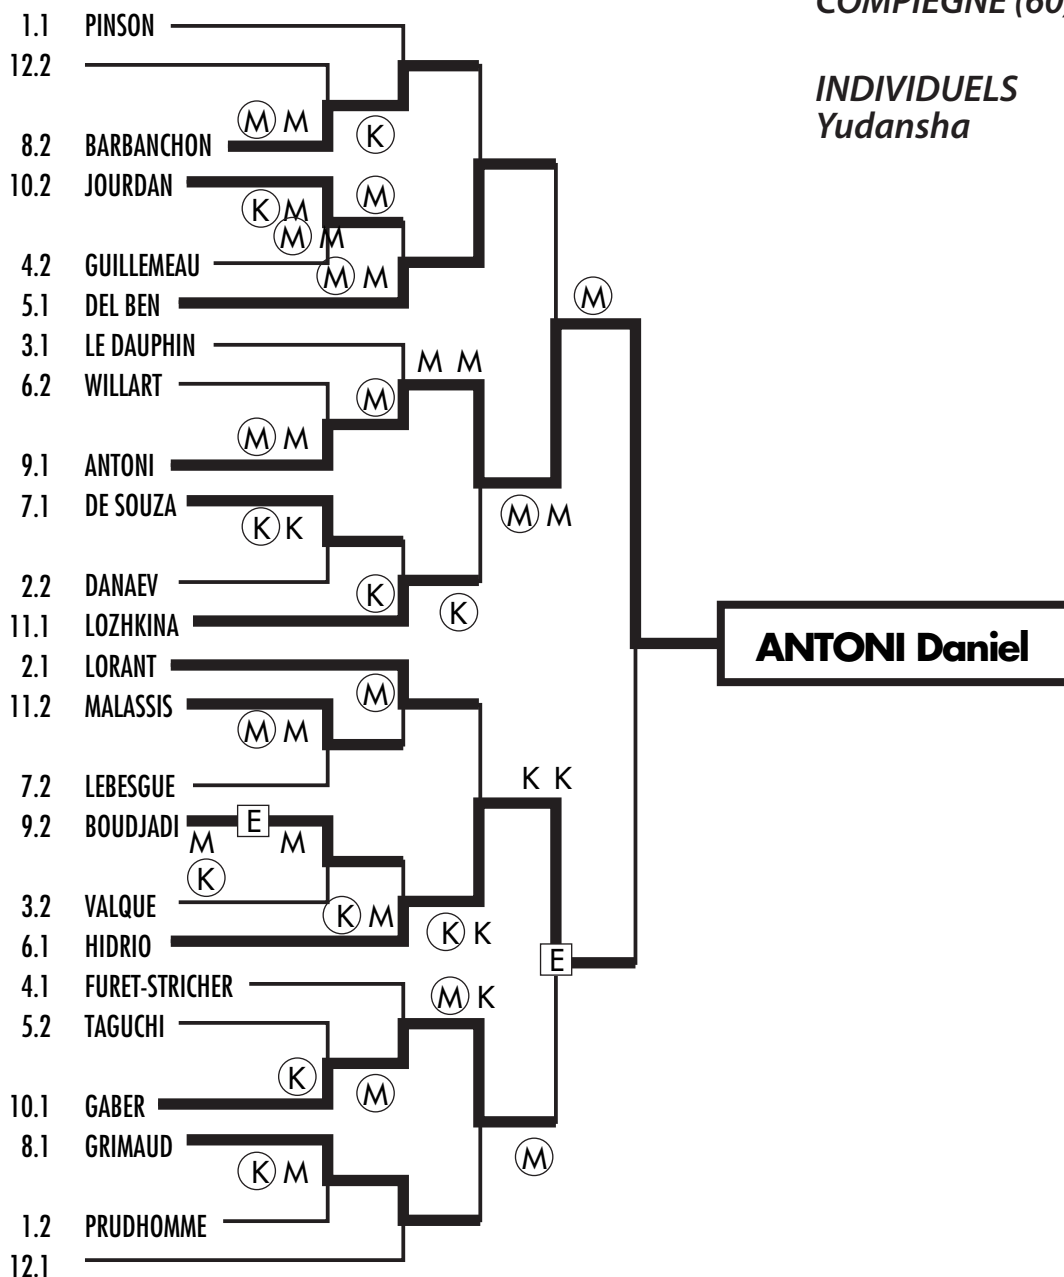 COMPIEGNE (60)
INDIVIDUELS
Yudansha
1.1 PINSON
12.2
M M
K
8.2 BARBANCHON
10.2 JOURDAN
M
K M
M M
4.2 GUILLEMEAU
M M
5.1 DEL BEN
M
3.1 LE DAUPHIN
M M
6.2 WILLART
M
M M
9.1 ANTONI
7.1 DE SOUZA
K K
M M
2.2 DANAEV
K
K
11.1 LOZHKINA
ANTONI Daniel
2.1 LORANT
M
11.2 MALASSIS
M M
7.2 LEBESGUE
K K
9.2 BOUDJADI
E
M M
K
3.2 VALQUE
K M
K K
6.1 HIDRIO
E
4.1 FURET-STRICHER
M K
5.2 TAGUCHI
K
M
10.1 GABER
8.1 GRIMAUD
K M
M
1.2 PRUDHOMME
12.1